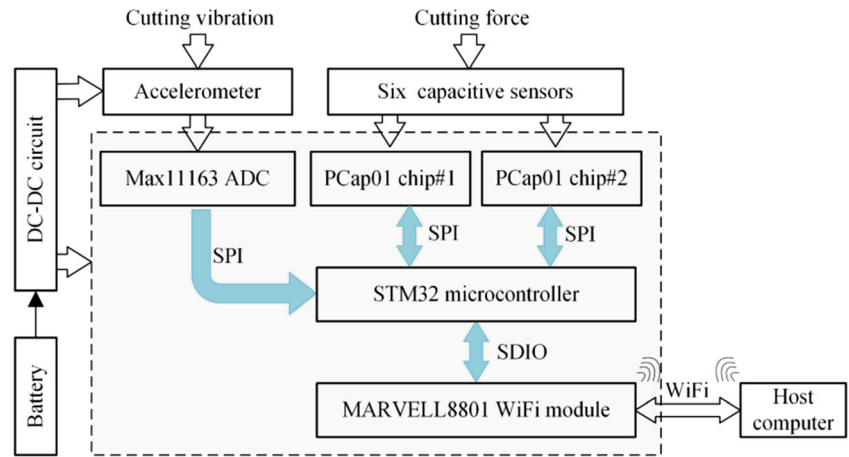 Cutting vibration
Cutting force
Accelerometer
Six capacitive sensors
DC-DC circuit
Max11163 ADC
PCap01 chip#1
PCap01 chip#2
SPI
SPI
SPI
STM32 microcontroller
SDIO
Battery
MARVELL8801 WiFi module
WiFi
Host
computer